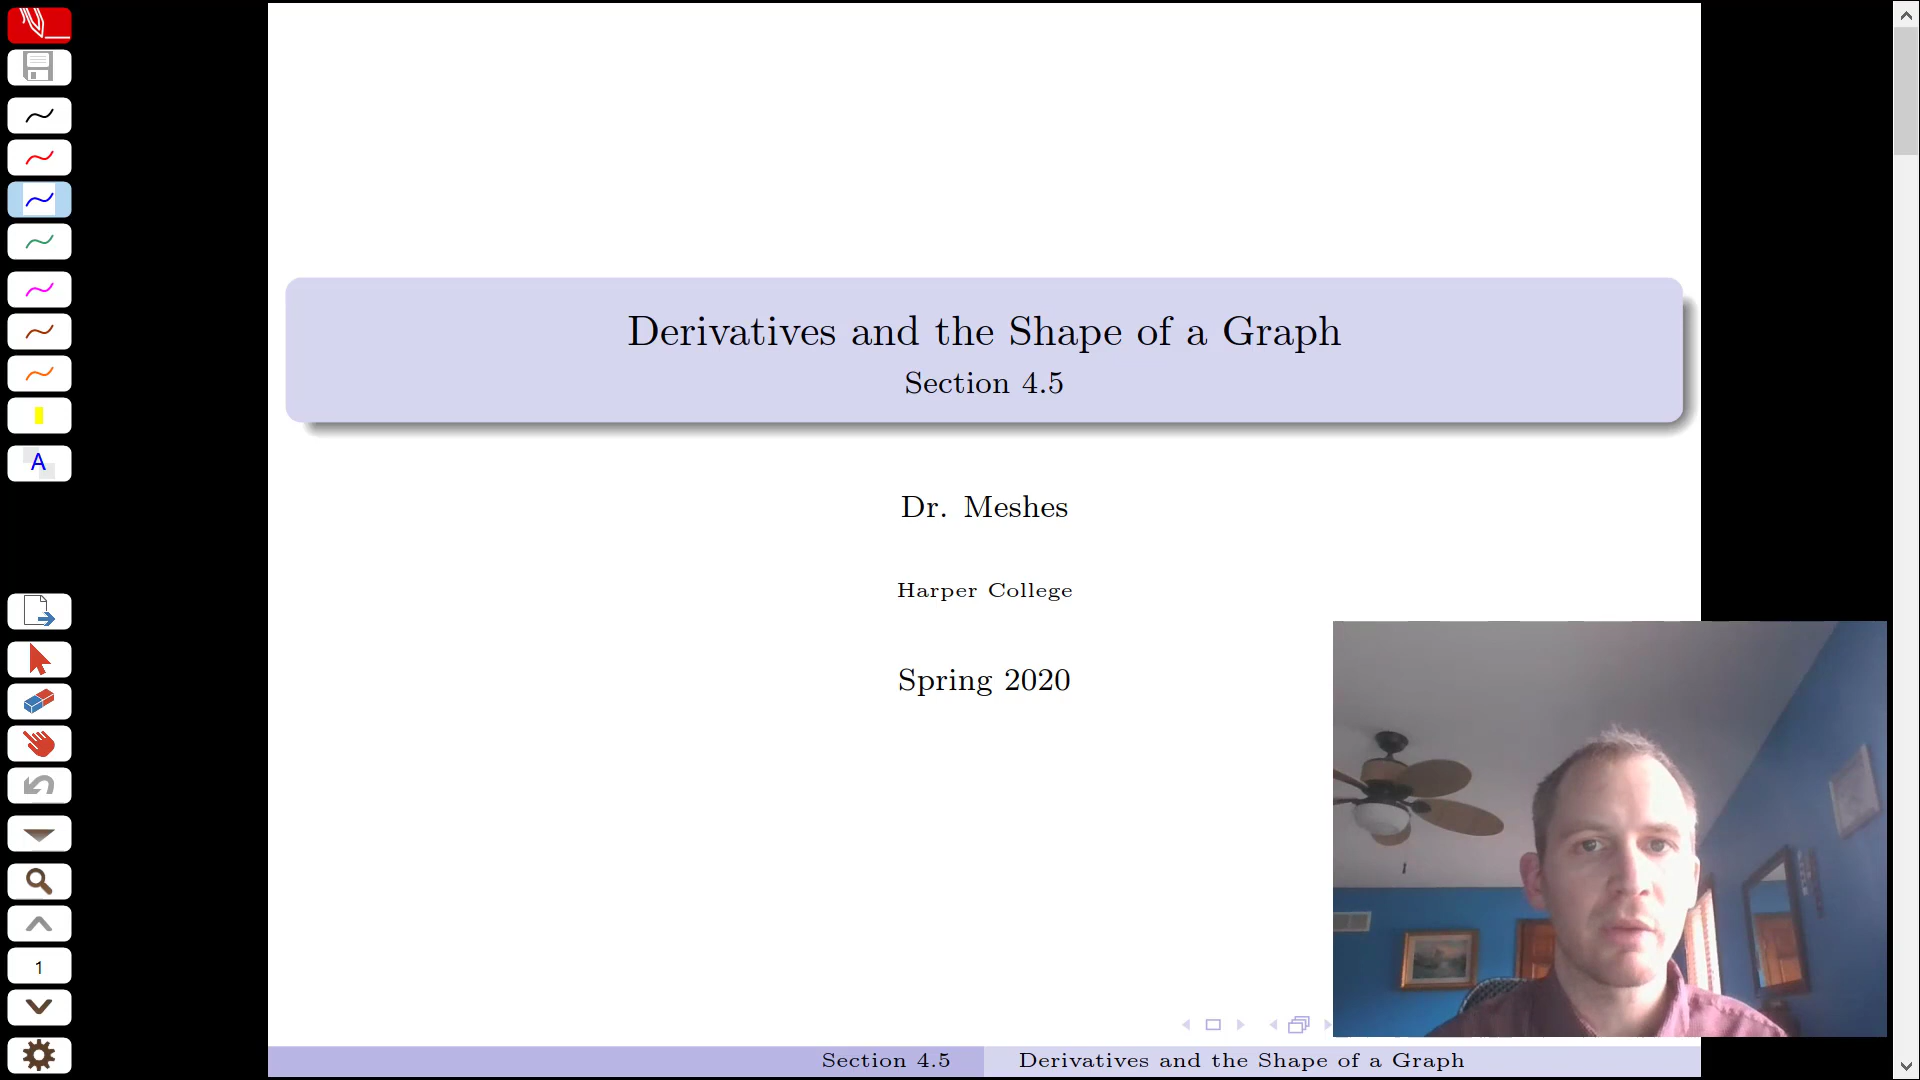 Derivatives and the Shape of a Graph
Section 4.5
Dr. Meshes
Harper College
Spring 2020
A
1
Section 4.5
Derivatives and the Shape of a Graph